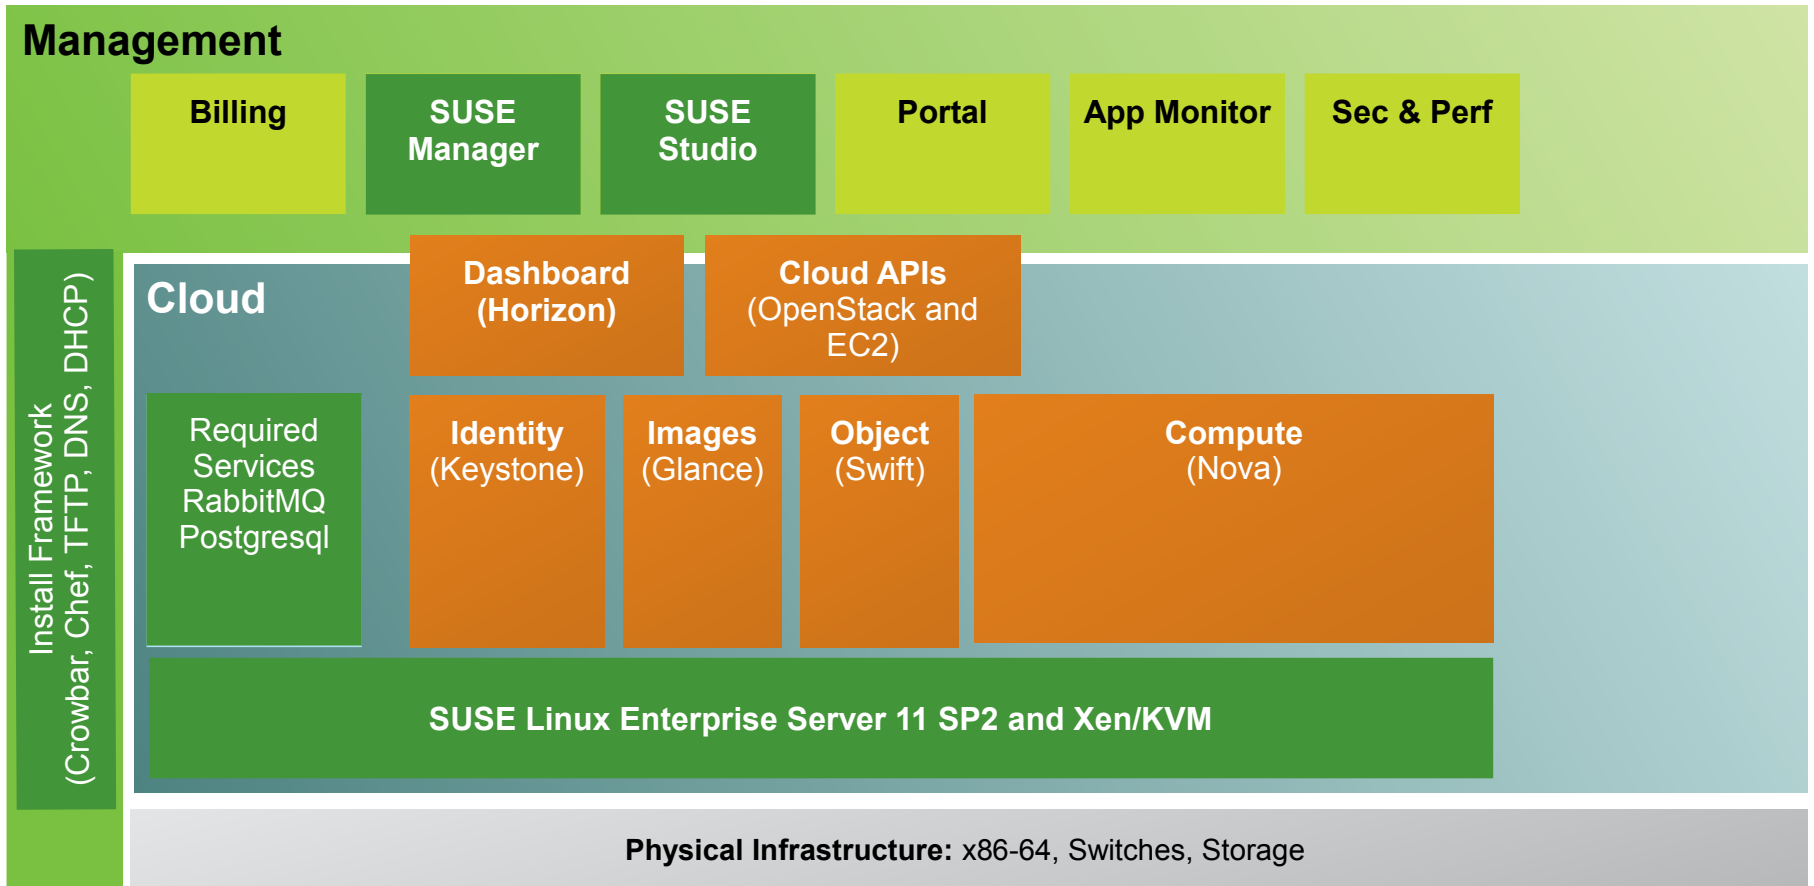 Management
Billing
SUSE
Manager
SUSE
Studio
Portal
App Monitor
Sec & Perf
Install Framework
(Crowbar, Chef, TFTP, DNS, DHCP)
Cloud
Dashboard
(Horizon)
Cloud APIs
(OpenStack and
EC2)
Required
Services
RabbitMQ
Postgresql
Identity
(Keystone)
Images
(Glance)
Object
(Swift)
Compute
(Nova)
SUSE Linux Enterprise Server 11 SP2 and Xen/KVM
Physical Infrastructure: x86-64, Switches, Storage